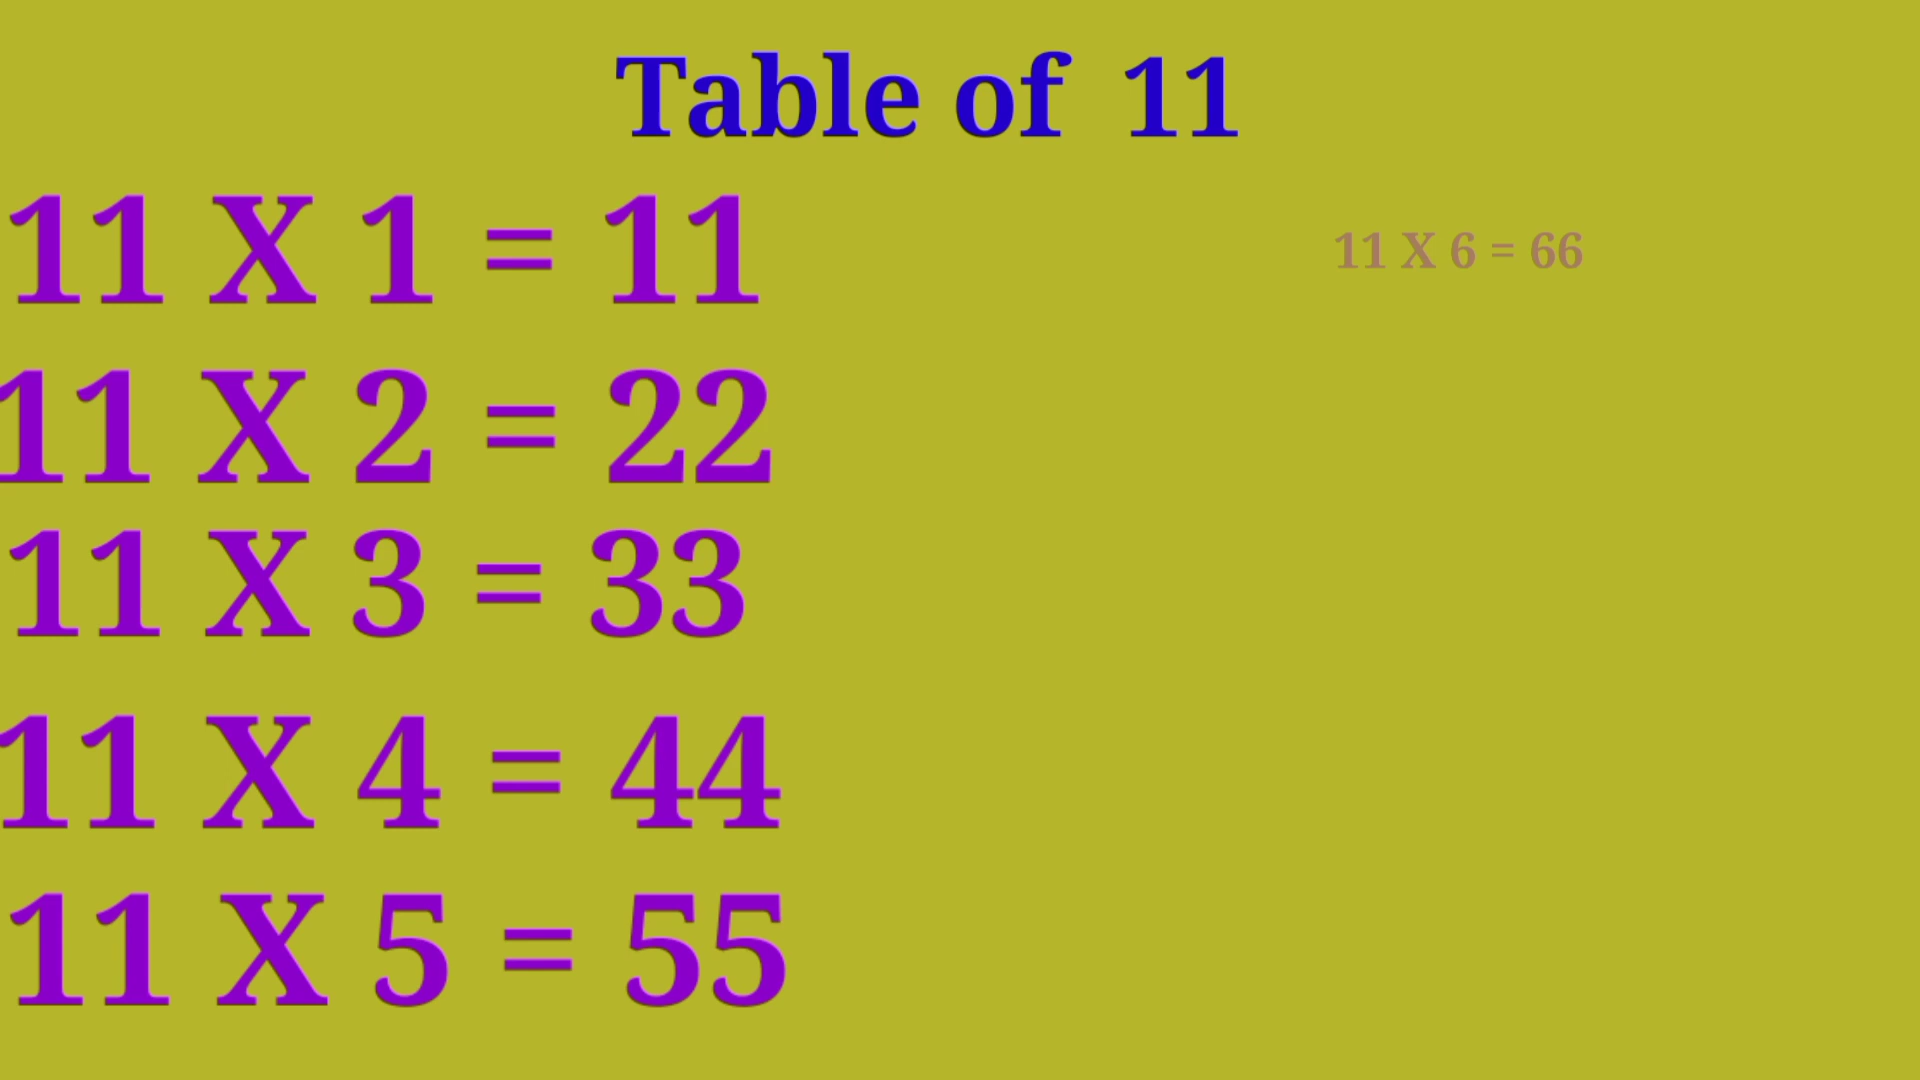 Table of 11
11 X 1 = 11
11 X 2 = 22
11 X 3 = 33
11 X 4 = 44
11 X 5 = 55
11 X 6 = 66